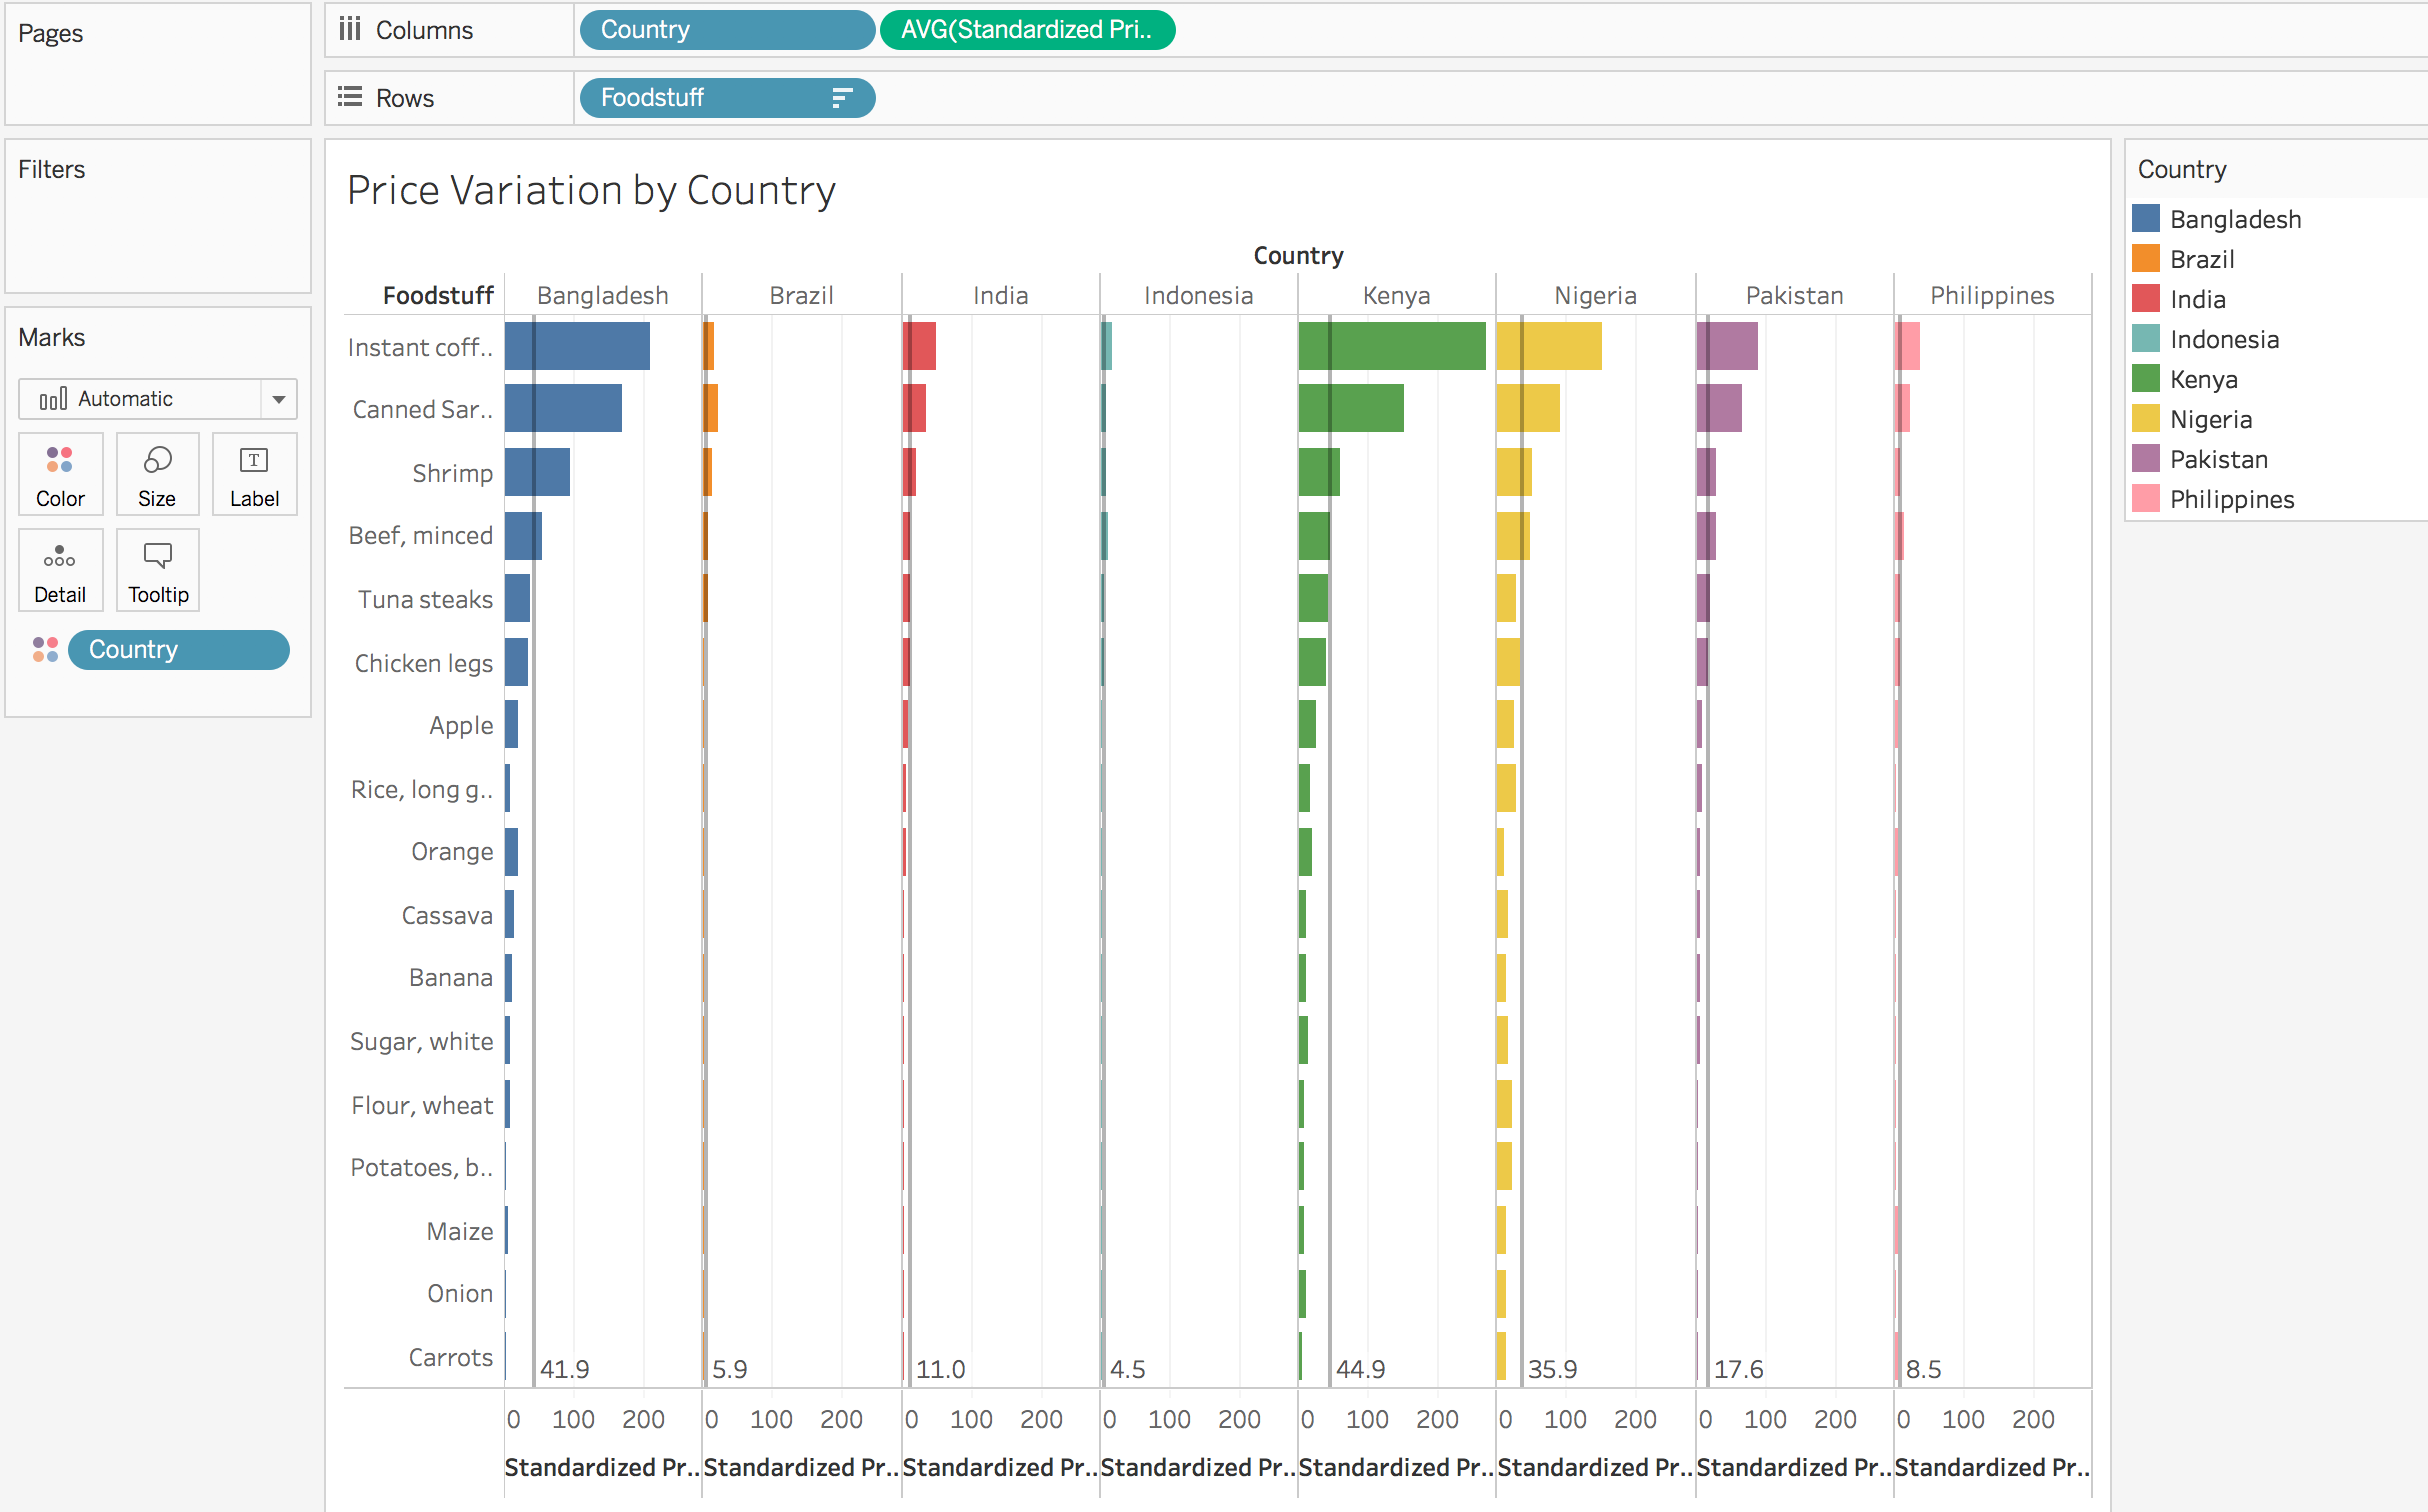 Pages
Columns
Country
AVG(Standardized Pri..
Rows
Foodstuff
Filters
Marks
Automatic
Color
Size
T
Label
Detail
Tooltip
Country
Price Variation by Country
Country
Foodstuff Bangladesh Brazil India Indonesia Kenya Nigeria Pakistan Philippines
Instant coff..
Canned Sar..
Shrimp
Beef, minced
Tuna steaks
Chicken legs
Apple
Rice, long g..
Orange
Cassava
Banana
Sugar, white
Flour, wheat
Potatoes, b..
Maize
Onion
Carrots
41.9 5.9 11.0 4.5 44.9 35.9 17.6 8.5
0 100 200 0 100 200 0 100 200 0 100 200 0 100 200 0 100 200 0 100 200 0 100 200
Standardized Pr.. Standardized Pr.. Standardized Pr.. Standardized Pr.. Standardized Pr.. Standardized Pr.. Standardized Pr.. Standardized Pr..
Country
Bangladesh
Brazil
India
Indonesia
Kenya
Nigeria
Pakistan
Philippines